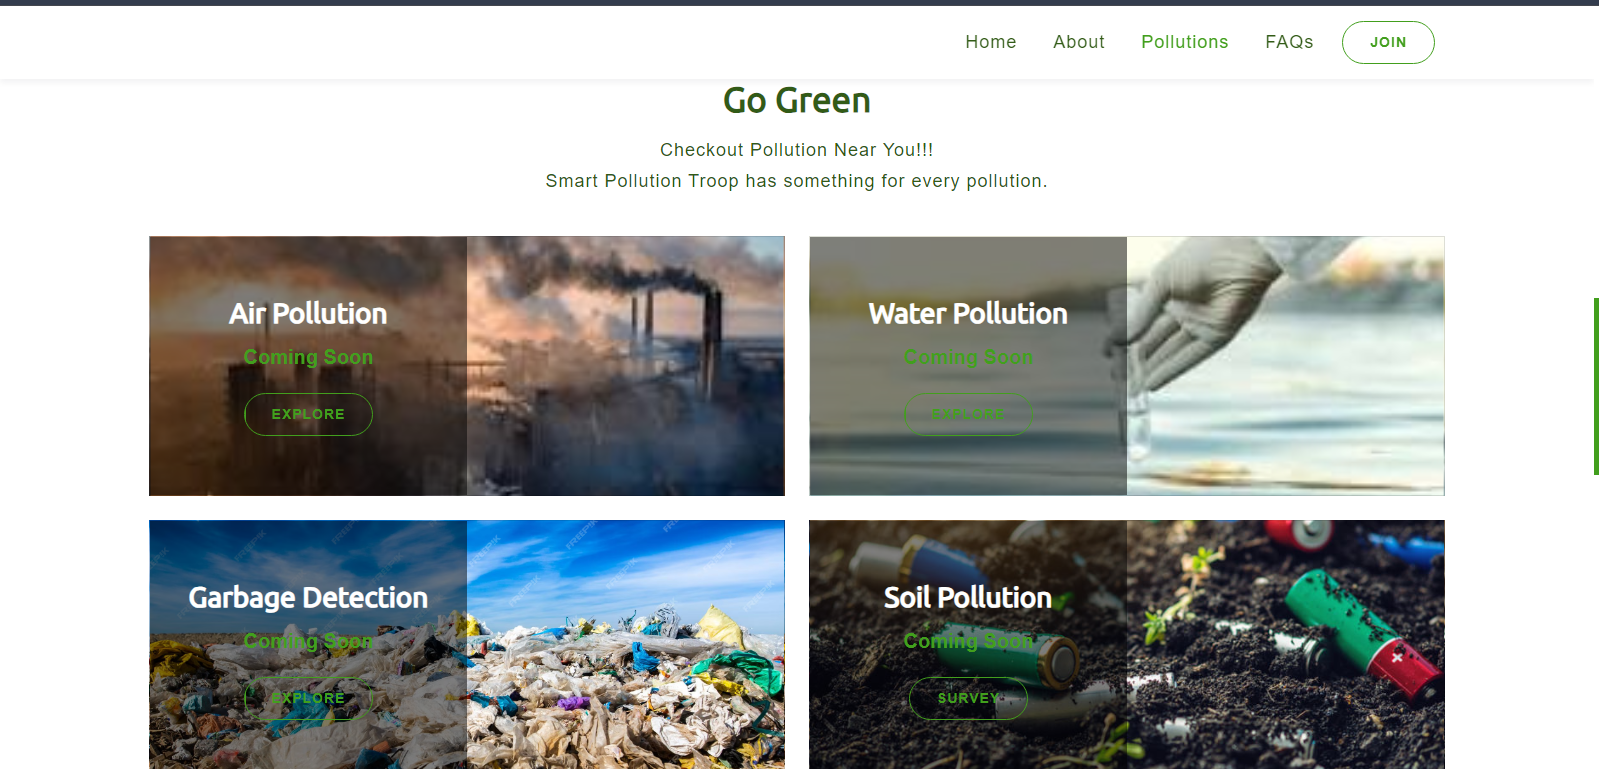 Home About Pollutions FAQs JOIN
Go Green
Checkout Pollution Near You!!!
Smart Pollution Troop has something for every pollution.
Air Pollution
Coming Soon
EXPLORE
Water Pollution
Coming Soon
EXPLORE
Garbage Detection
Coming Soon
EXPLORE
Soil Pollution
Coming Soon
SURVEY